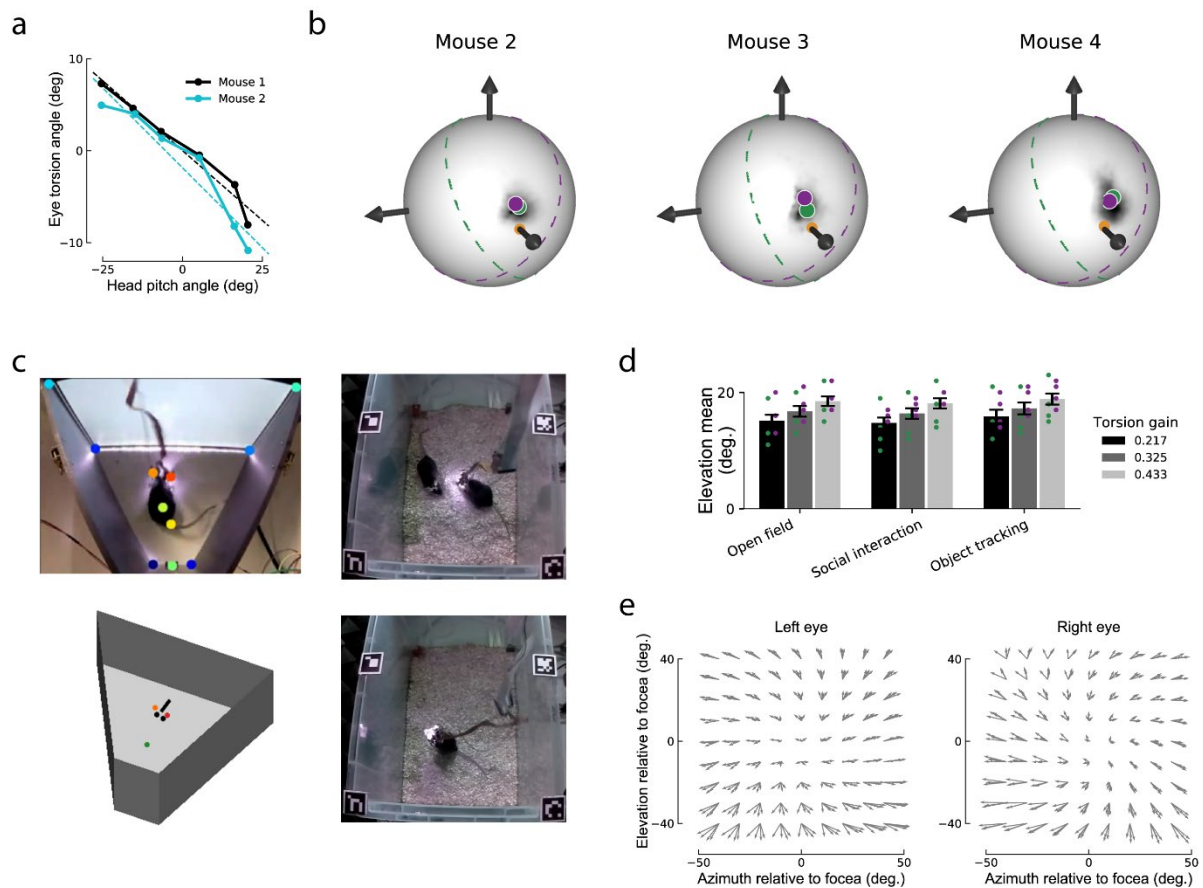 a
Eye torsion angle (deg)
10
0
−10
Mouse 1
Mouse 2
−25
0
25
Head pitch angle (deg)
b
Mouse 2
Mouse 3
Mouse 4
c
d
Elevation mean
(deg.)
20
0
Open field
Social interaction
Object tracking
Torsion gain
0.217
0.325
0.433
e
Left eye
Right eye
Elevation relative to focea (deg.)
40
0
−40
40
0
−40
−50
0
50
−50
0
50
Azimuth relative to focea (deg.)
Azimuth relative to focea (deg.)